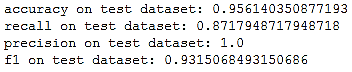 accuracy on test dataset: 0.956140350877193
recall on test dataset: 0.8717948717948718
precision on test dataset: 1.0
f1 on test dataset: 0.9315068493150686